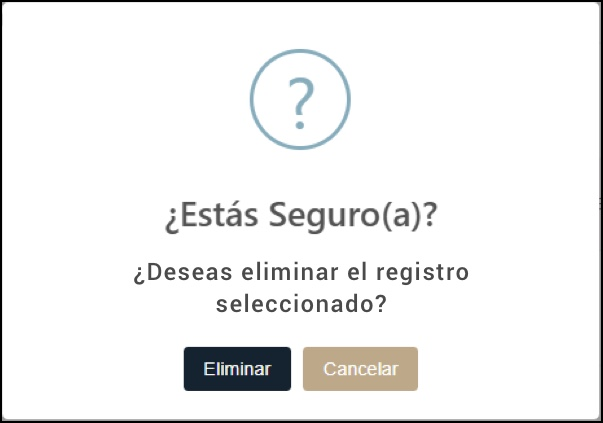 ?
¿Estás Seguro(a)?
¿Deseas eliminar el registro
seleccionado?
Eliminar Cancelar